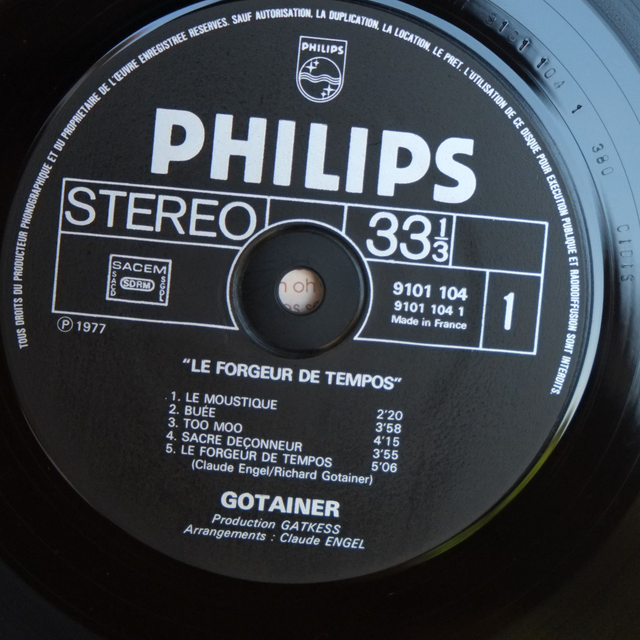 TOUS DROITS DU PRODUCTEUR PHONOGRAPHIQUE ET DU PROPRIETAIRE DE L'ŒUVRE ENREGISTREE RESERVES. SAUF AUTORISATION, LA DUPLICATION, LA LOCATION, LE PRET, L'UTILISATION DE CE DISQUE POUR EXECUTION PUBLIQUE ET RADIODIFFUSION SONT INTERDITS.
PHILIPS
PHILIPS
STEREO
33 1/3
SACEM
SDRM
SACD
SGDL
9101 104
9101 104 1
Made in France
1
℗ 1977
"LE FORGEUR DE TEMPOS"
1. LE MOUSTIQUE 2'20
2. BUÉE 3'58
3. TOO MOO 4'15
4. SACRE DEÇONNEUR 3'55
5. LE FORGEUR DE TEMPOS 5'06
(Claude Engel/Richard Gotainer)
GOTAINER
Production GATKESS
Arrangements : Claude ENGEL